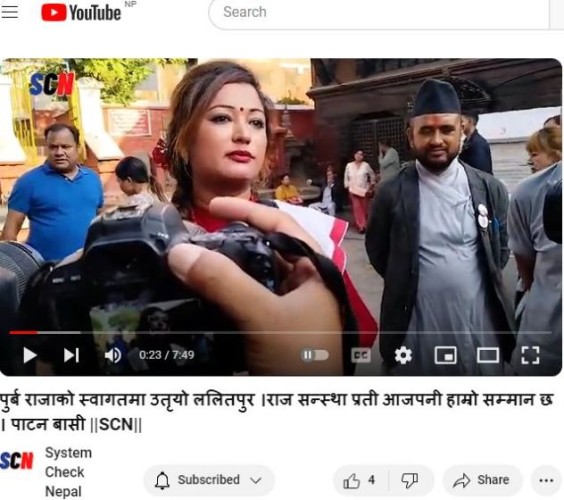 YouTube NP
Search
SCN
0:23 / 7:49
CC
पुर्ब राजाको स्वागतमा उतृयो ललितपुर ।राज सन्स्था प्रती आजपनी हाम्रो सम्मान छ
। पाटन बासी ||SCN||
SCN
System
Check
Nepal
Subscribed
4
Share